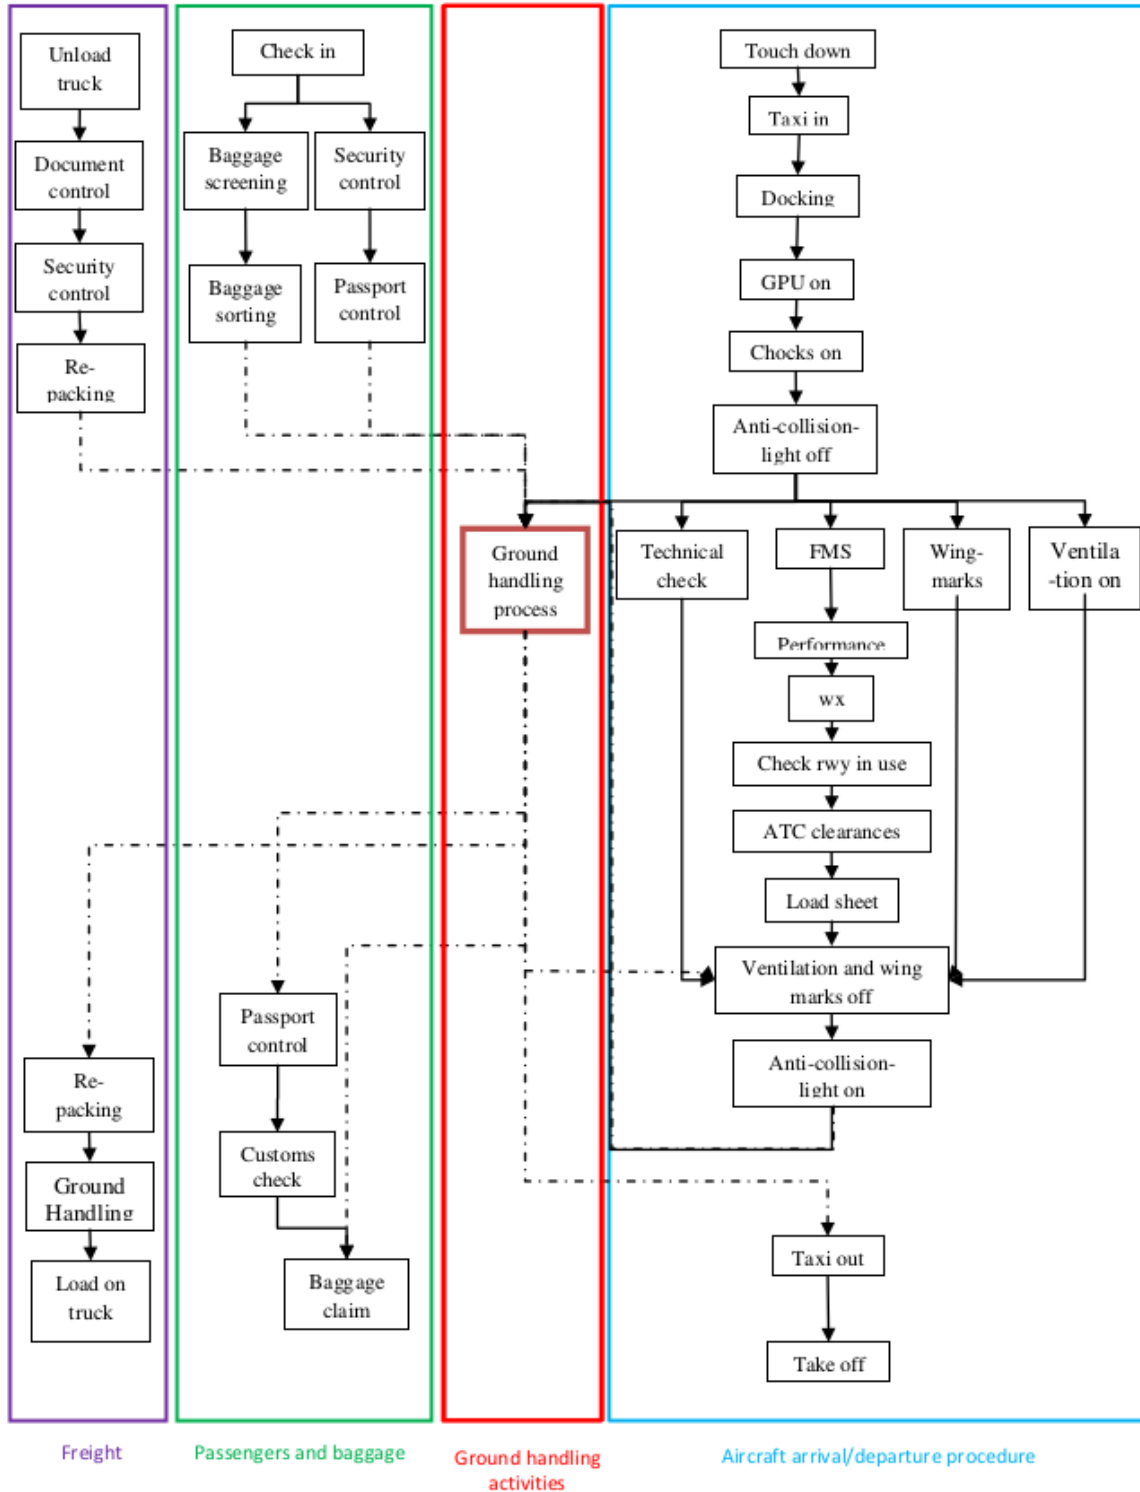 Unload
truck
Document
control
Security
control
Re-
packing
Re-
packing
Ground
Handling
Load on
truck
Freight
Check in
Baggage
screening
Security
control
Baggage
sorting
Passport
control
Passport
control
Customs
check
Baggage
claim
Passengers and baggage
Ground
handling
process
Ground handling
activities
Touch down
Taxi in
Docking
GPU on
Chocks on
Anti-collision-
light off
Technical
check
FMS
Wing-
marks
Ventila
-tion on
Performance
wx
Check rwy in use
ATC clearances
Load sheet
Ventilation and wing
marks off
Anti-collision-
light on
Taxi out
Take off
Aircraft arrival/departure procedure